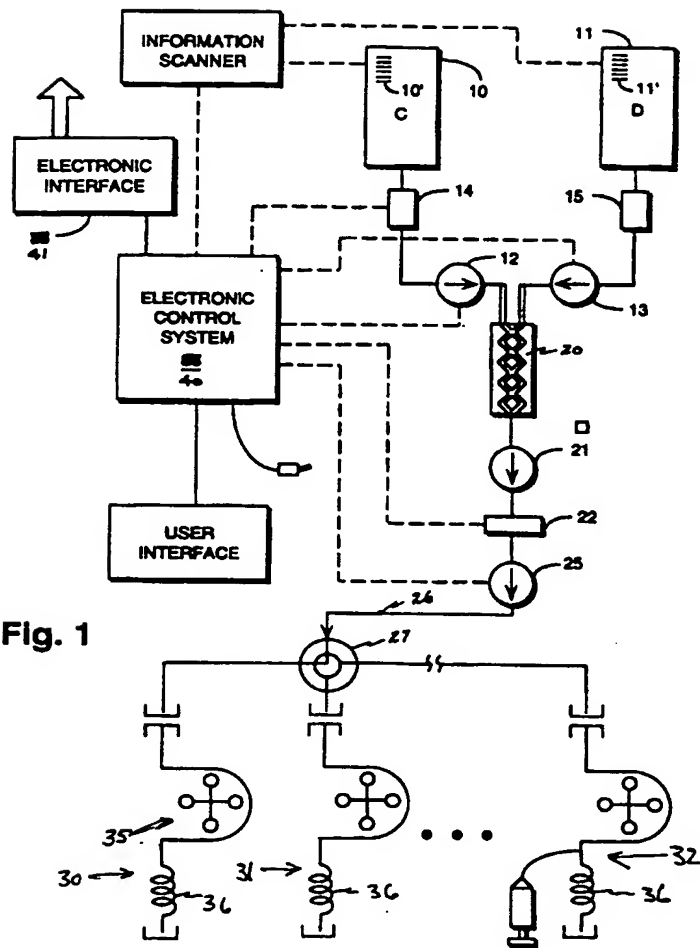 INFORMATION
SCANNER
10'
C
10
11
11'
D
ELECTRONIC
INTERFACE
41
14
15
12
13
ELECTRONIC
CONTROL
SYSTEM
40
20
21
22
USER
INTERFACE
25
26
Fig. 1
27
35
30
36
31
36
32
36